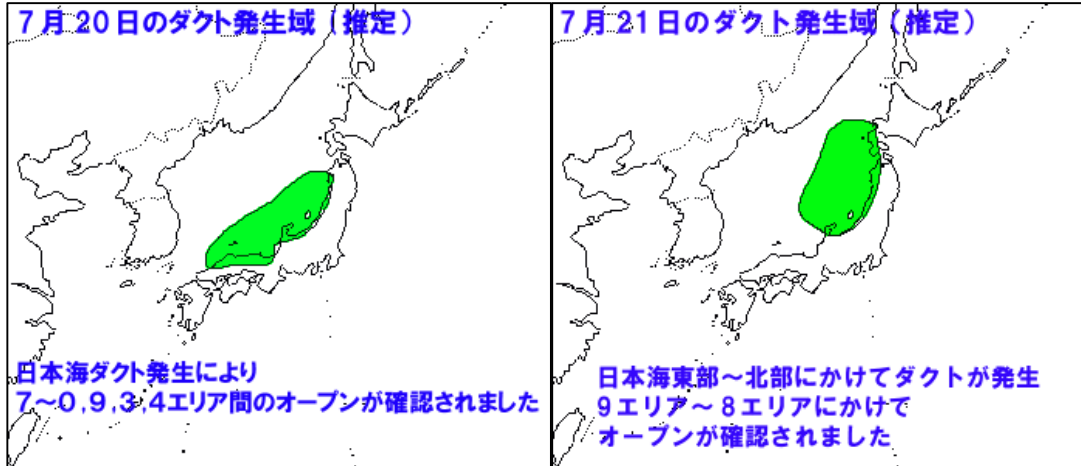 7月20日のダクト発生域(推定)
日本海ダクト発生により
7~0,9,3,4エリア間のオープンが確認されました
7月21日のダクト発生域(推定)
日本海東部~北部にかけてダクトが発生
9エリア~8エリアにかけて
オープンが確認されました